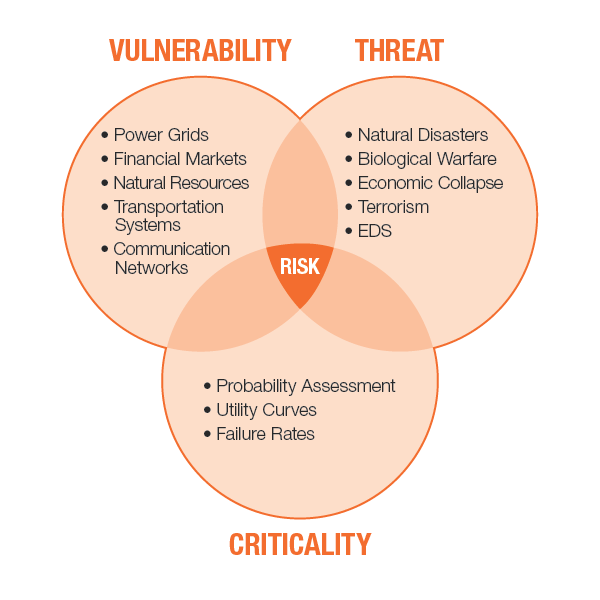 VULNERABILITY
THREAT
• Power Grids
• Financial Markets
• Natural Resources
• Transportation
Systems
• Communication
Networks
• Natural Disasters
• Biological Warfare
• Economic Collapse
• Terrorism
• EDS
RISK
• Probability Assessment
• Utility Curves
• Failure Rates
CRITICALITY